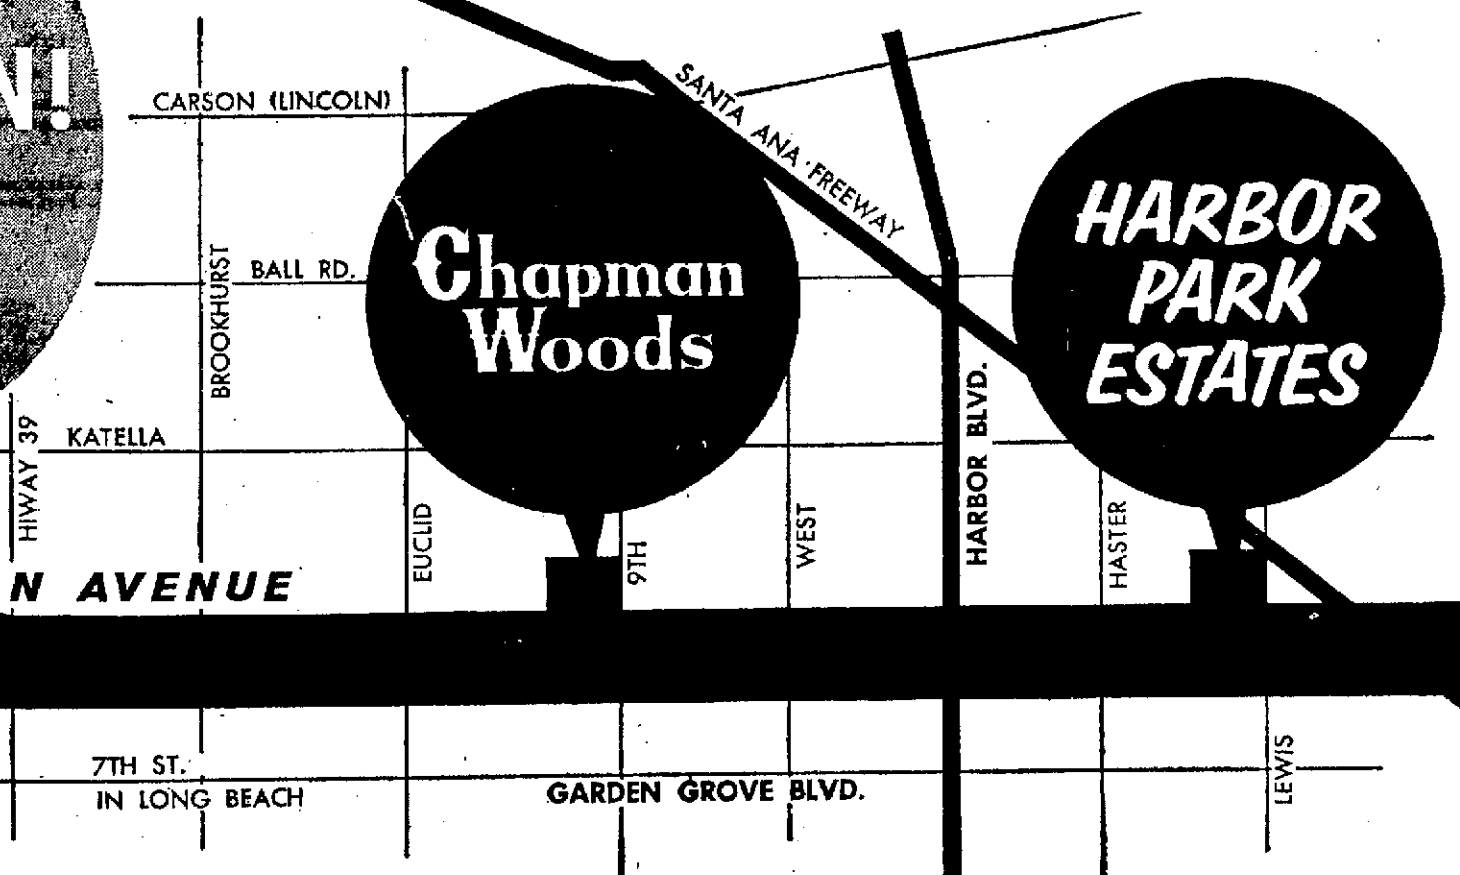 N!
CARSON (LINCOLN)
SANTA ANA FREEWAY
BROOKHURST
BALL RD.
Chapman
Woods
HARBOR
PARK
ESTATES
HIWAY 39
KATELLA
EUCLID
9TH
WEST
HARBOR BLVD.
HASTER
N AVENUE
7TH ST.
IN LONG BEACH
GARDEN GROVE BLVD.
LEWIS